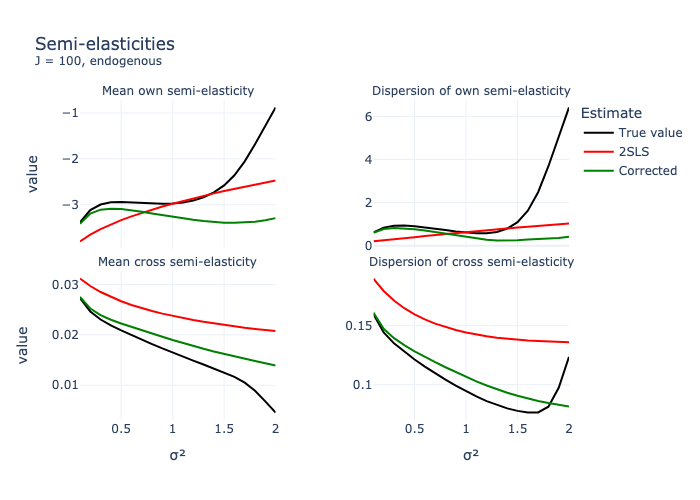 Semi-elasticities
J = 100, endogenous
Mean own semi-elasticity
Dispersion of own semi-elasticity
Estimate
True value
2SLS
Corrected
value
−1
−2
−3
6
4
2
0
Mean cross semi-elasticity
Dispersion of cross semi-elasticity
value
0.03
0.02
0.01
0.15
0.1
0.5
1
1.5
2
0.5
1
1.5
2
σ²
σ²